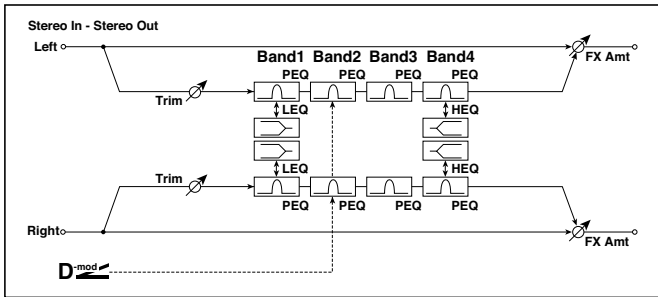 Stereo In - Stereo Out
Left
Band1 Band2 Band3 Band4
FX Amt
PEQ PEQ PEQ PEQ
Trim
LEQ HEQ
LEQ HEQ
Trim
PEQ PEQ PEQ PEQ
Right
FX Amt
D-mod